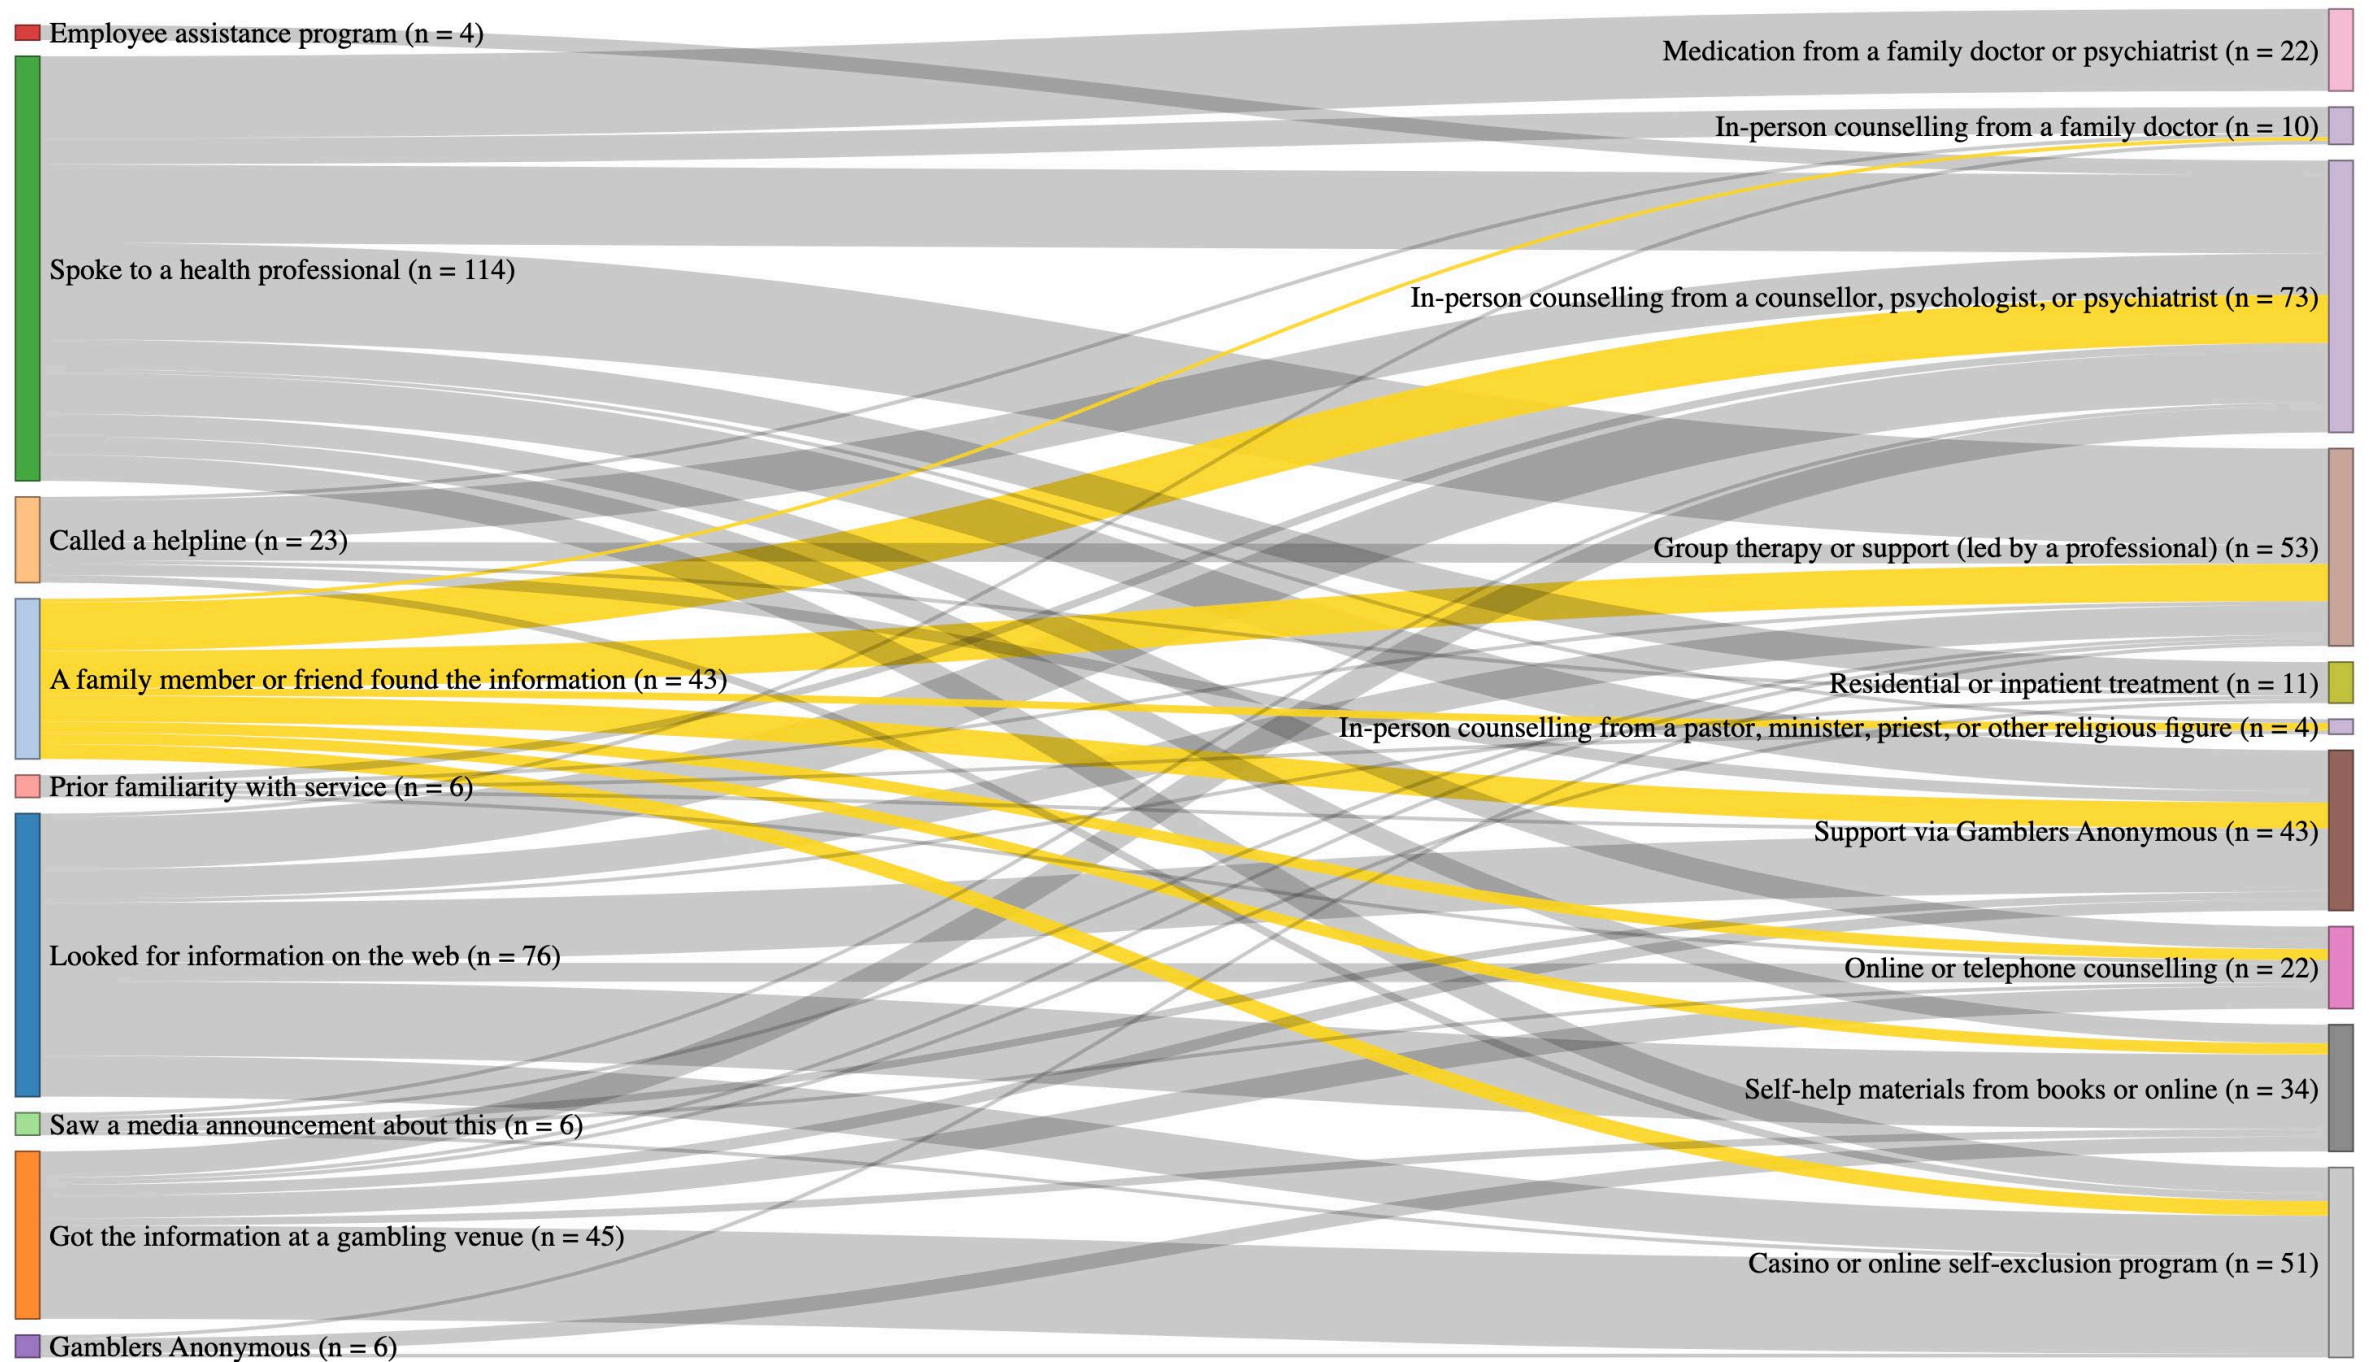 Employee assistance program (n = 4)
Spoke to a health professional (n = 114)
Called a helpline (n = 23)
A family member or friend found the information (n = 43)
Prior familiarity with service (n = 6)
Looked for information on the web (n = 76)
Saw a media announcement about this (n = 6)
Got the information at a gambling venue (n = 45)
Gamblers Anonymous (n = 6)
Medication from a family doctor or psychiatrist (n = 22)
In-person counselling from a family doctor (n = 10)
In-person counselling from a counsellor, psychologist, or psychiatrist (n = 73)
Group therapy or support (led by a professional) (n = 53)
Residential or inpatient treatment (n = 11)
In-person counselling from a pastor, minister, priest, or other religious figure (n = 4)
Support via Gamblers Anonymous (n = 43)
Online or telephone counselling (n = 22)
Self-help materials from books or online (n = 34)
Casino or online self-exclusion program (n = 51)